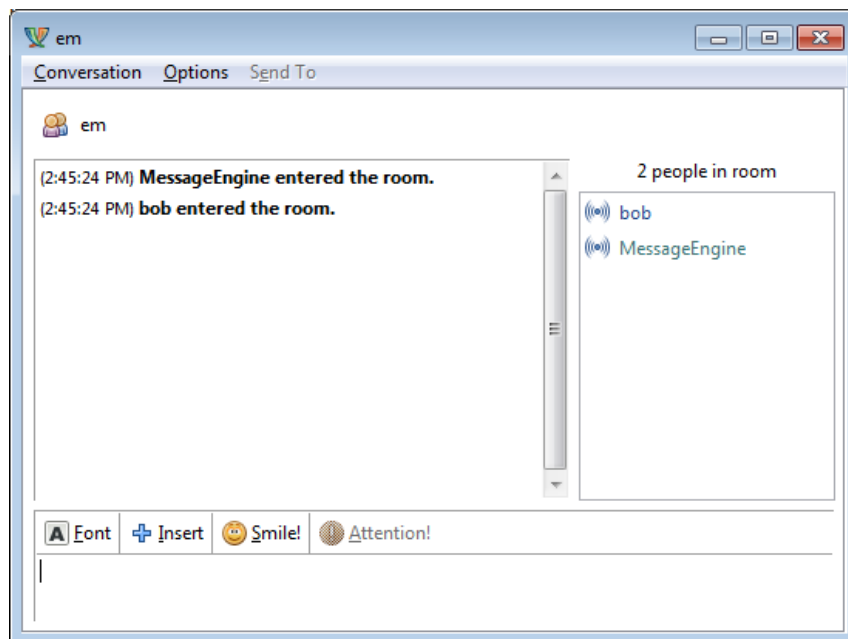 em
Conversation Options Send To
em
(2:45:24 PM) MessageEngine entered the room.
(2:45:24 PM) bob entered the room.
2 people in room
bob
MessageEngine
Font Insert Smile! Attention!